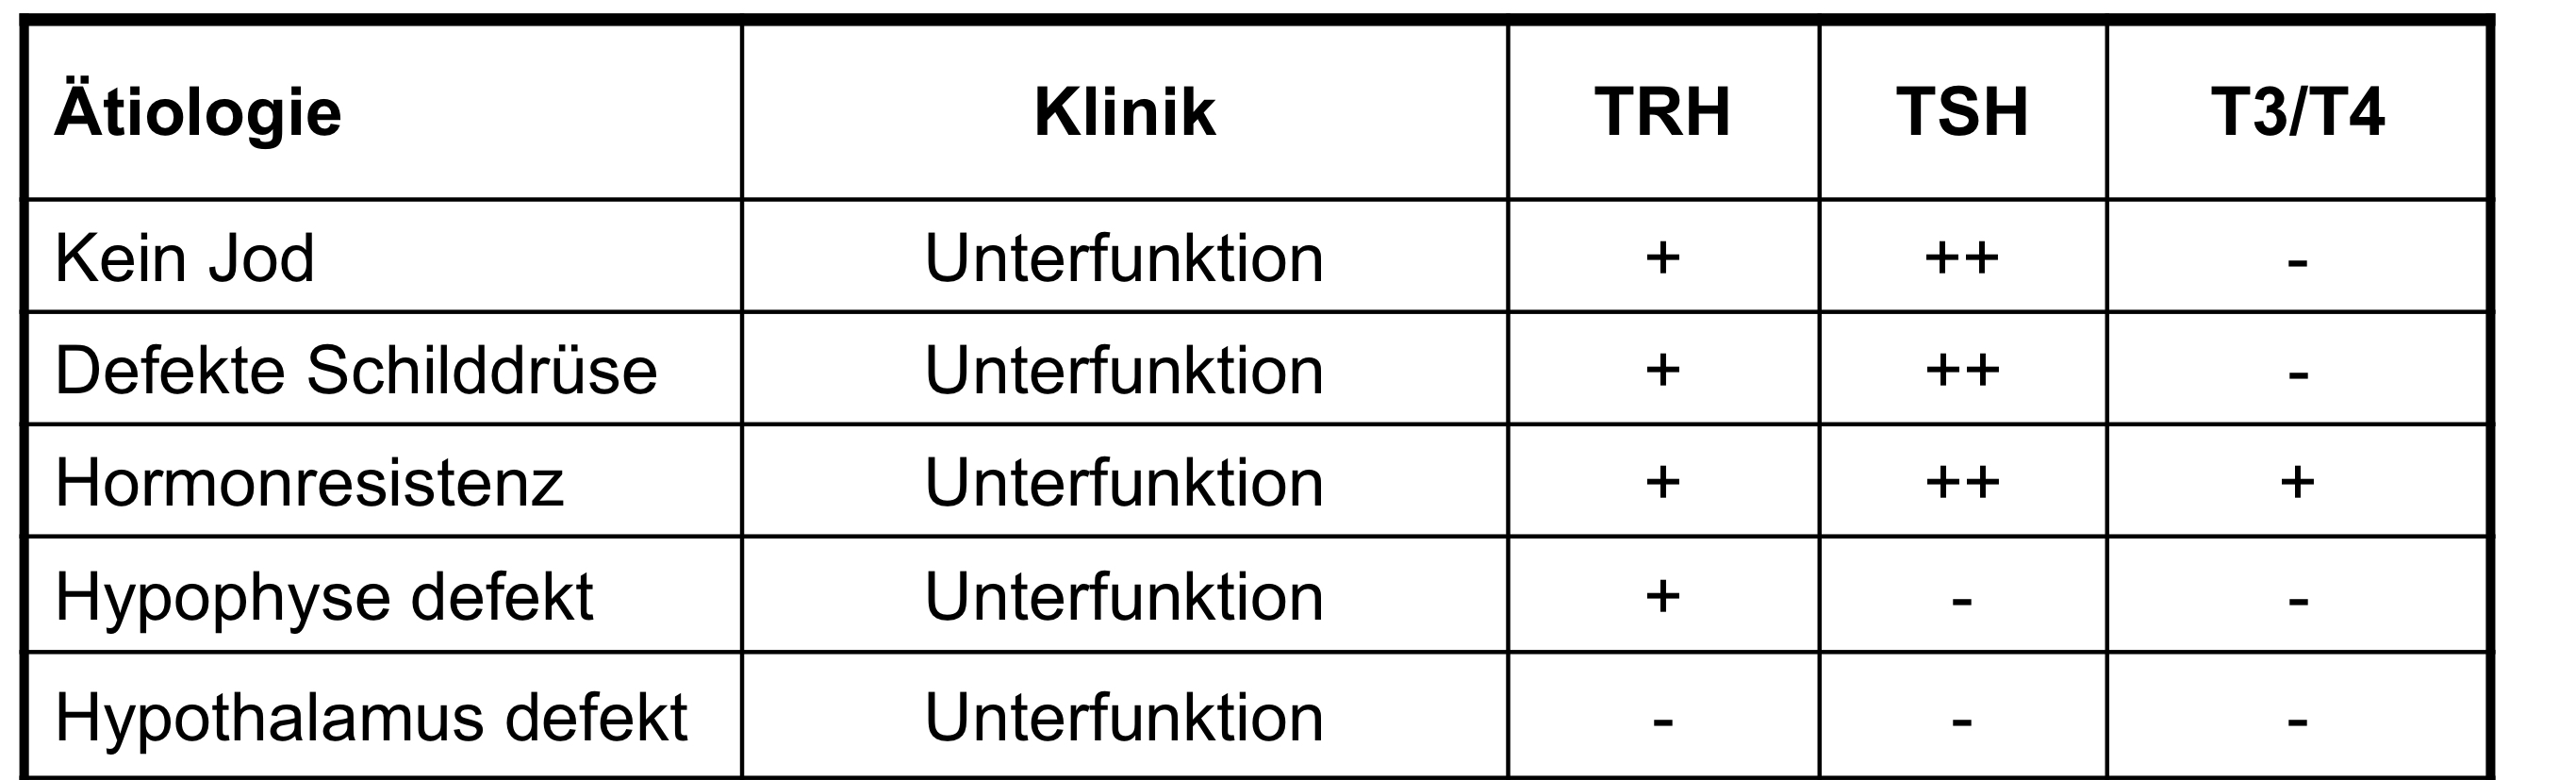 Ätiologie Klinik TRH TSH T3/T4
Kein Jod Unterfunktion + ++ -
Defekte Schilddrüse Unterfunktion + ++ -
Hormonresistenz Unterfunktion + ++ +
Hypophyse defekt Unterfunktion + - -
Hypothalamus defekt Unterfunktion - - -